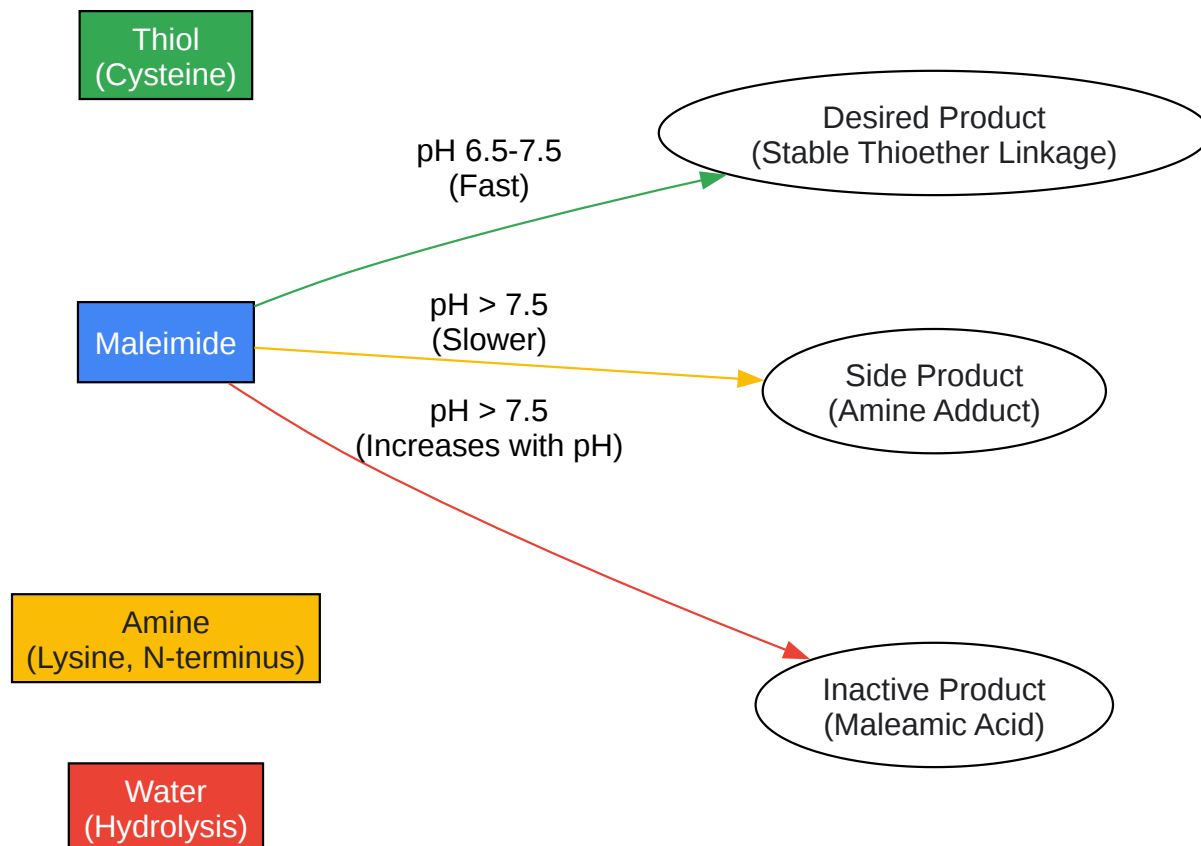 Thiol
(Cysteine)
Desired Product
(Stable Thioether Linkage)
pH 6.5-7.5
(Fast)
Maleimide
pH > 7.5
(Slower)
Side Product
(Amine Adduct)
pH > 7.5
(Increases with pH)
Amine
(Lysine, N-terminus)
Inactive Product
(Maleamic Acid)
Water
(Hydrolysis)